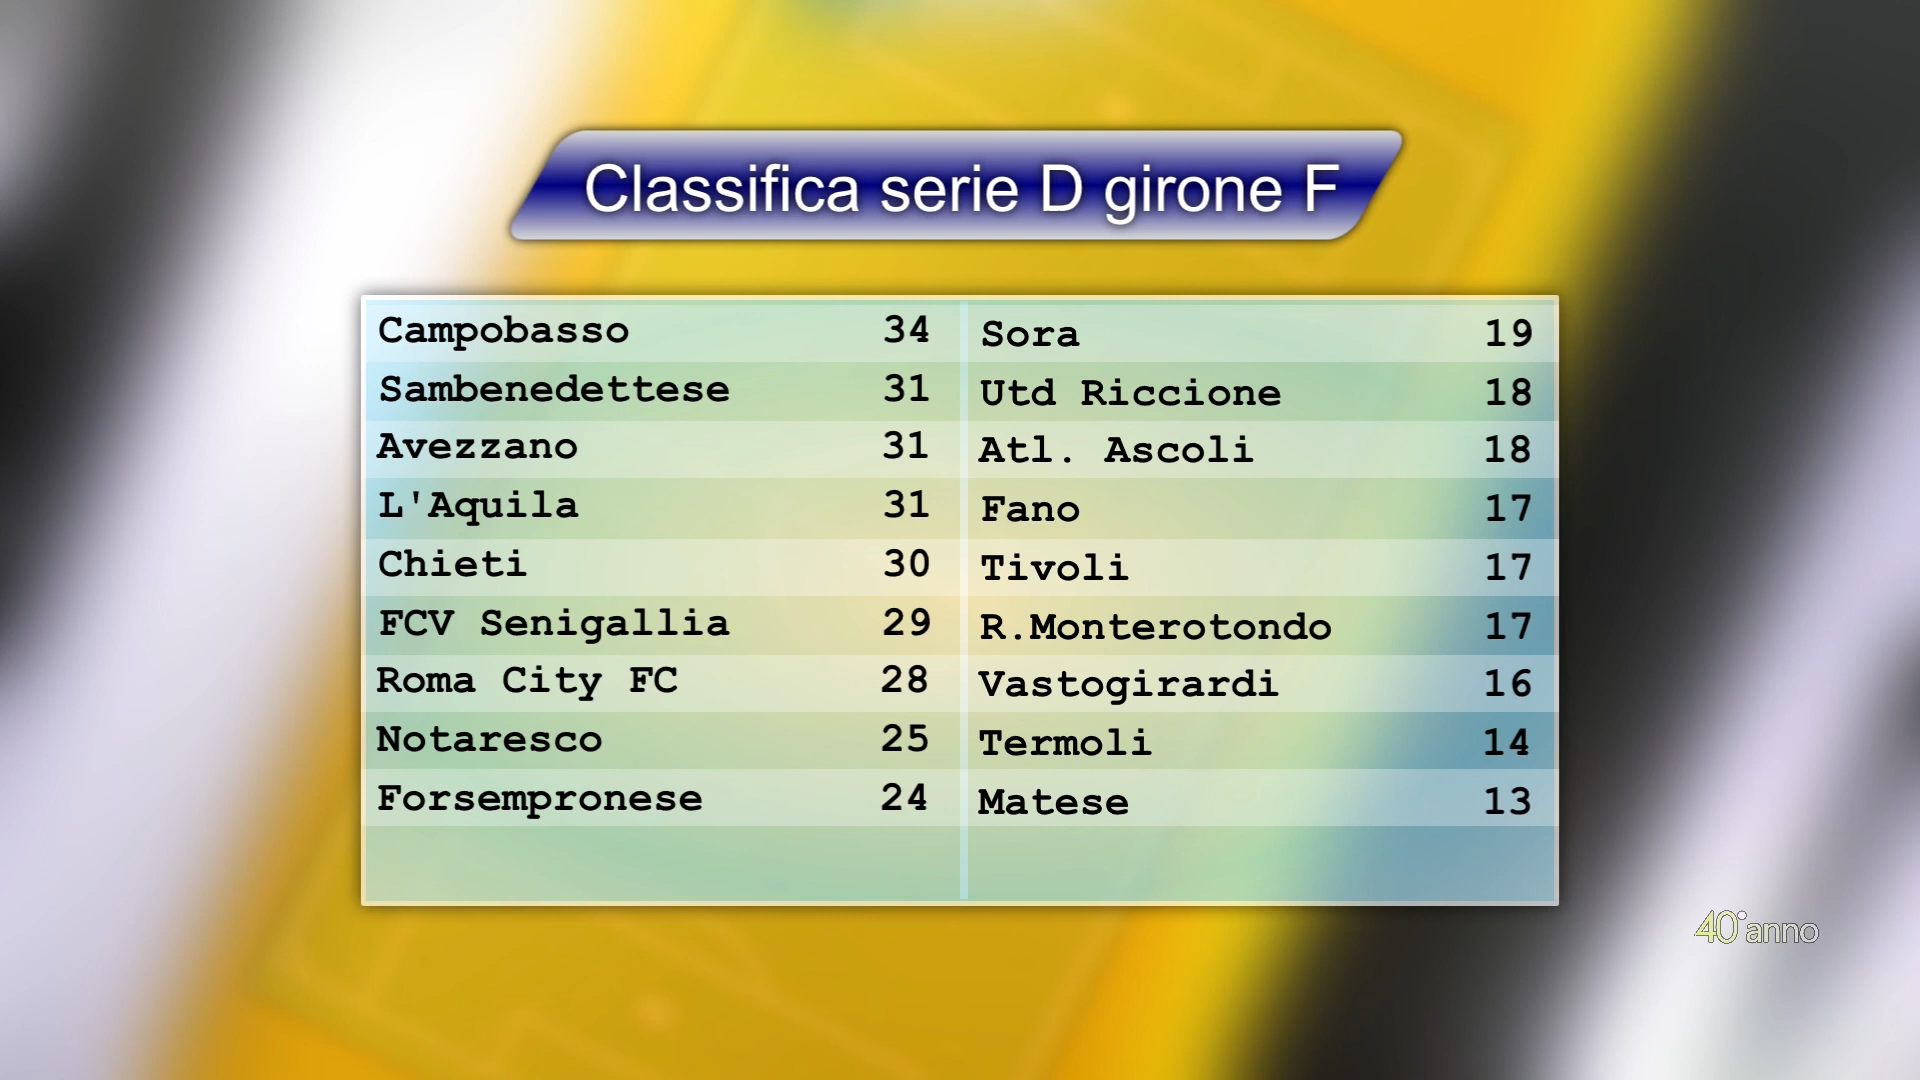 Classifica serie D girone F
Campobasso 34
Sambenedettese 31
Avezzano 31
L'Aquila 31
Chieti 30
FCV Senigallia 29
Roma City FC 28
Notaresco 25
Forsempronese 24
Sora 19
Utd Riccione 18
Atl. Ascoli 18
Fano 17
Tivoli 17
R.Monterotondo 17
Vastogirardi 16
Termoli 14
Matese 13
40°anno